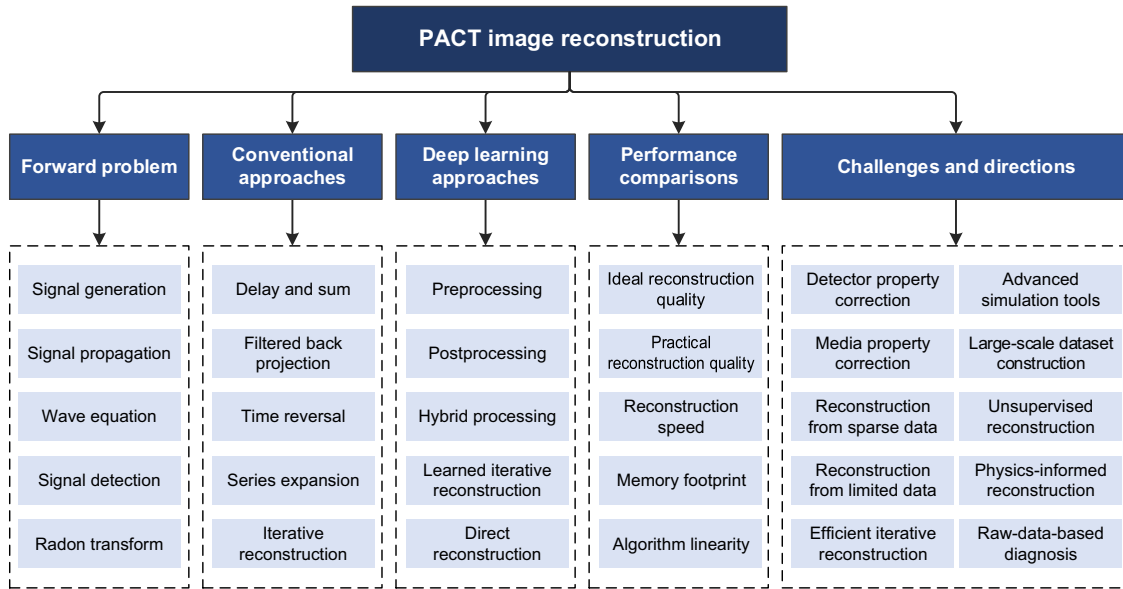 PACT image reconstruction
Forward problem
Conventional
approaches
Deep learning
approaches
Performance
comparisons
Challenges and directions
Signal generation
Signal propagation
Wave equation
Signal detection
Radon transform
Delay and sum
Filtered back
projection
Time reversal
Series expansion
Iterative
reconstruction
Preprocessing
Postprocessing
Hybrid processing
Learned iterative
reconstruction
Direct
reconstruction
Ideal reconstruction
quality
Practical
reconstruction quality
Reconstruction
speed
Memory footprint
Algorithm linearity
Detector property
correction
Media property
correction
Reconstruction
from sparse data
Reconstruction
from limited data
Efficient iterative
reconstruction
Advanced
simulation tools
Large-scale dataset
construction
Unsupervised
reconstruction
Physics-informed
reconstruction
Raw-data-based
diagnosis